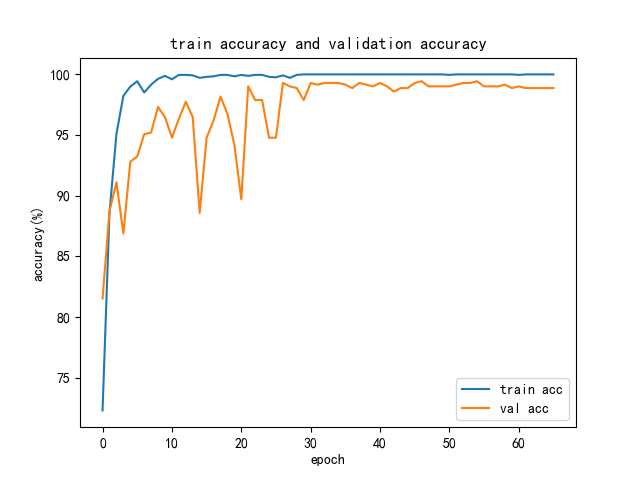 train accuracy and validation accuracy
100
95
90
85
80
75
accuracy(%)
0 10 20 30 40 50 60
epoch
train acc
val acc